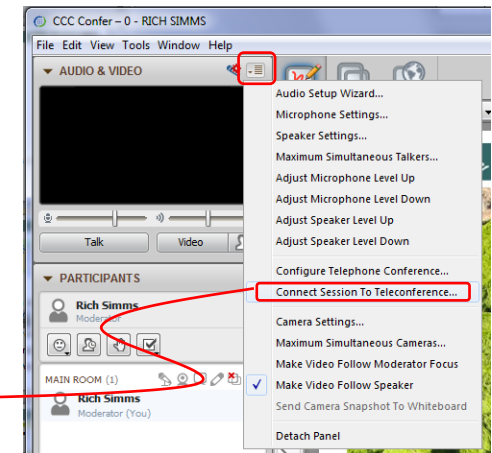 CCC Confer – 0 - RICH SIMMS
File Edit View Tools Window Help
AUDIO & VIDEO
Audio Setup Wizard...
Microphone Settings...
Speaker Settings...
Maximum Simultaneous Talkers...
Adjust Microphone Level Up
Adjust Microphone Level Down
Adjust Speaker Level Up
Adjust Speaker Level Down
Configure Telephone Conference...
Connect Session To Teleconference...
Camera Settings...
Maximum Simultaneous Cameras...
Make Video Follow Moderator Focus
Make Video Follow Speaker
Send Camera Snapshot To Whiteboard
Detach Panel
Talk Video
PARTICIPANTS
Rich Simms
Moderator
MAIN ROOM (1)
Rich Simms
Moderator (You)